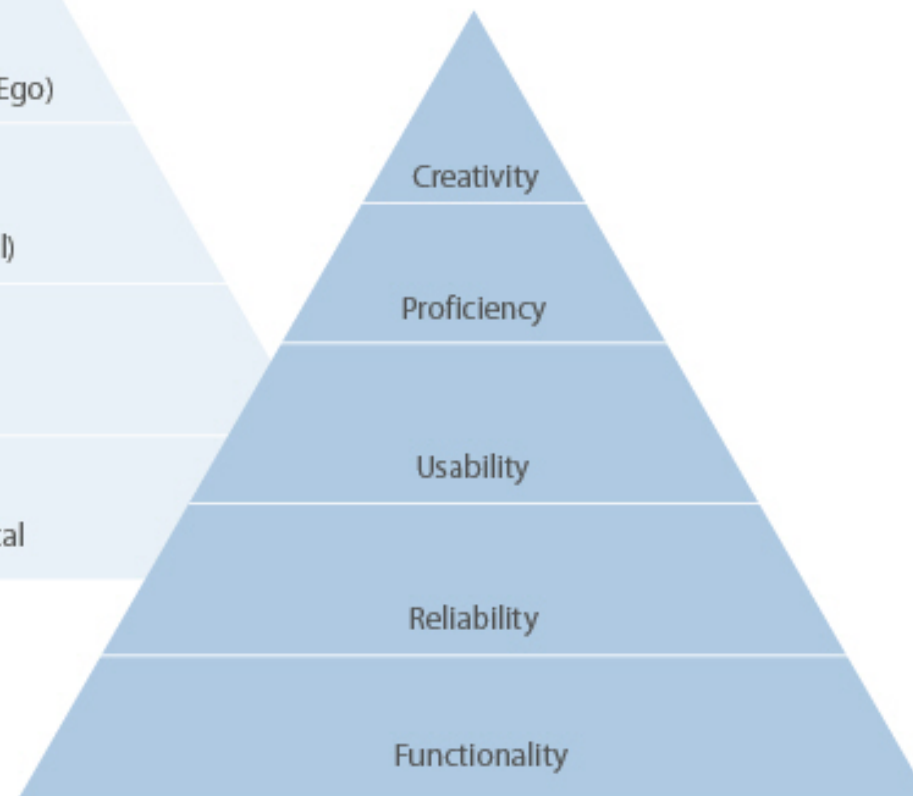 Ego)
l)
tal
Creativity
Proficiency
Usability
Reliability
Functionality